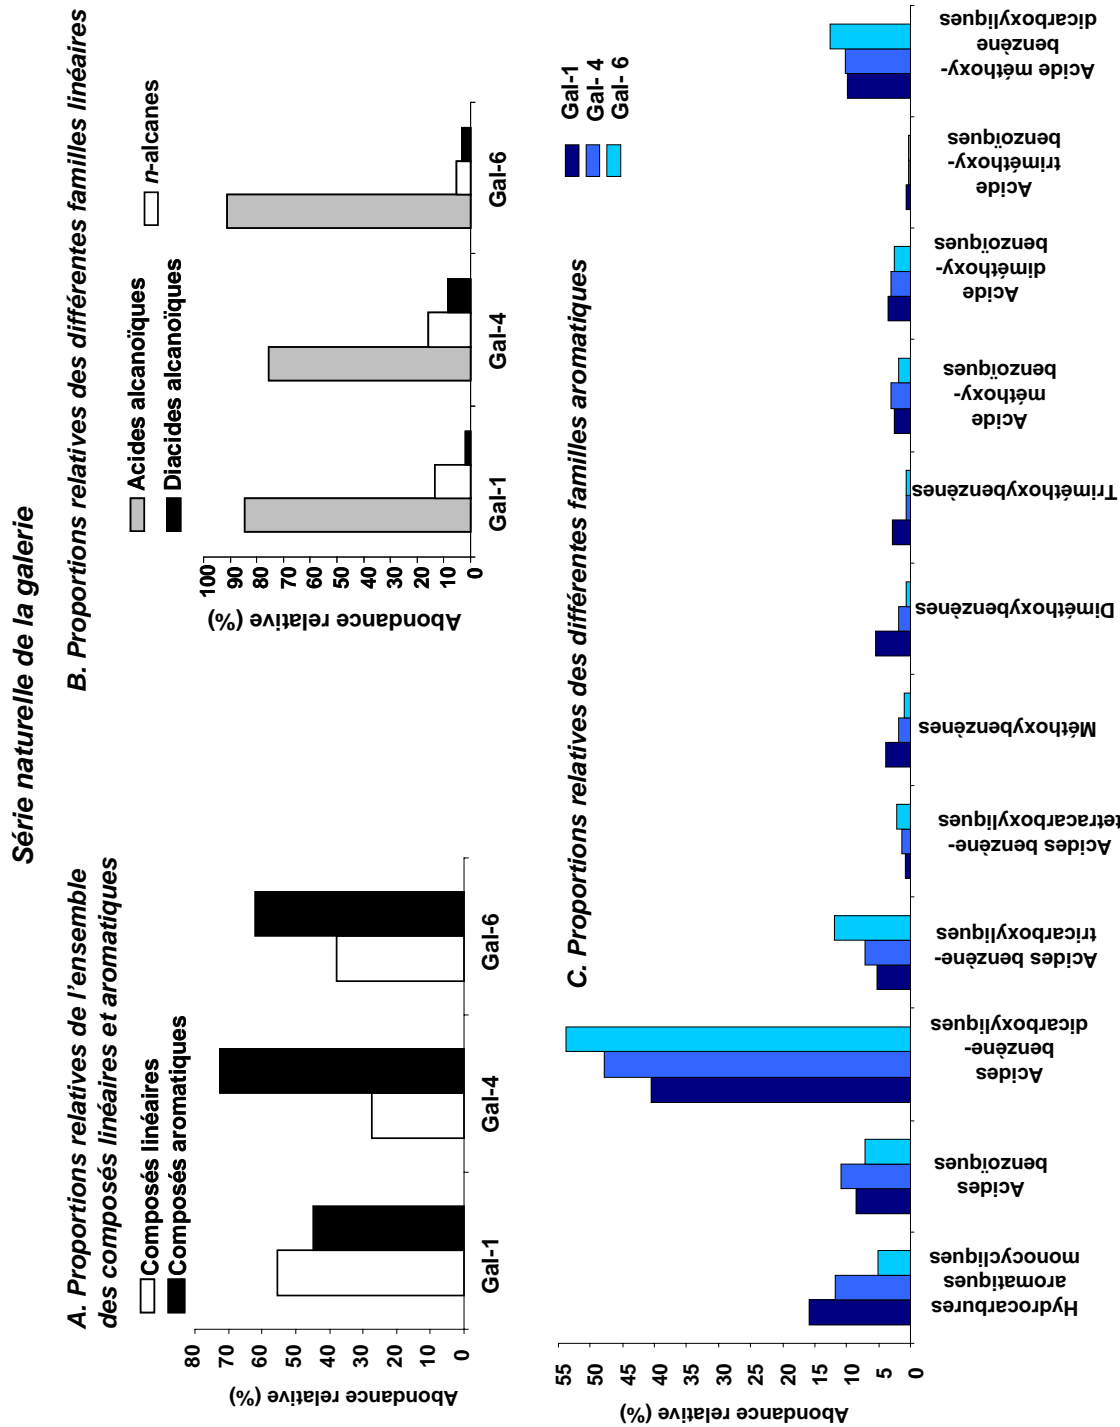 Série naturelle de la galerie
A. Proportions relatives de l'ensemble
des composés linéaires et aromatiques
Composés linéaires
Composés aromatiques
Abondance relative (%)
80
70
60
50
40
30
20
10
0
Gal-1
Gal-4
Gal-6
B. Proportions relatives des différentes familles linéaires
Acides alcanoïques
n-alcanes
Diacides alcanoïques
Abondance relative (%)
100
90
80
70
60
50
40
30
20
10
0
Gal-1
Gal-4
Gal-6
C. Proportions relatives des différentes familles aromatiques
Gal-1
Gal- 4
Gal- 6
Abondance relative (%)
55
50
45
40
35
30
25
20
15
10
5
0
Hydrocarbures
aromatiques
monocycliques
Acides
benzoïques
Acides
benzène-
dicarboxyliques
Acides benzène-
tricarboxyliques
Acides benzène-
tetracarboxyliques
Méthoxybenzènes
Diméthoxybenzènes
Triméthoxybenzènes
Acide
méthoxy-
benzoïques
Acide
diméthoxy-
benzoïques
Acide
triméthoxy-
benzoïques
Acide méthoxy-
benzène
dicarboxyliques